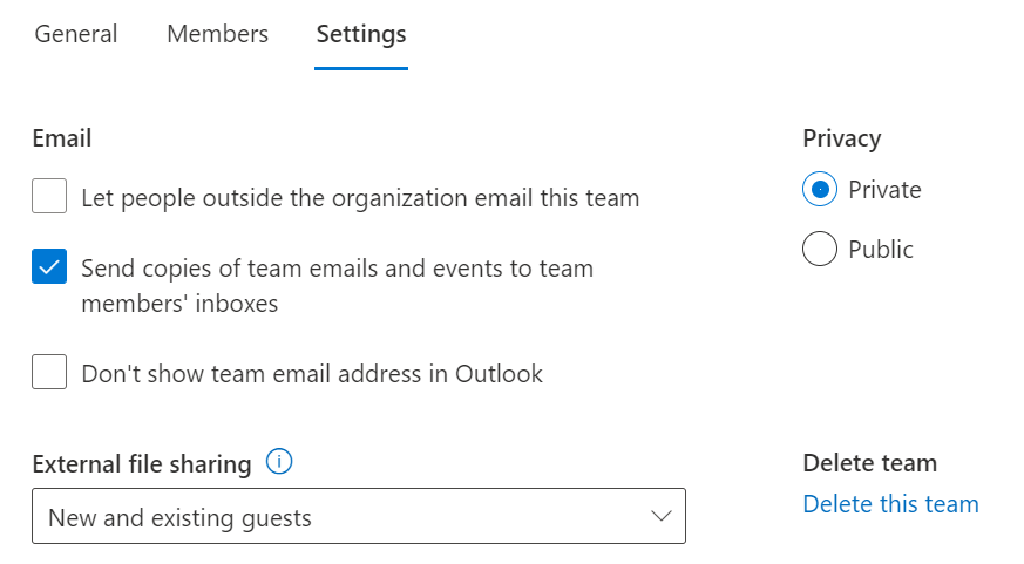 General
Members
Settings
Email
Let people outside the organization email this team
Send copies of team emails and events to team
members' inboxes
Don't show team email address in Outlook
Privacy
Private
Public
External file sharing
New and existing guests
Delete team
Delete this team